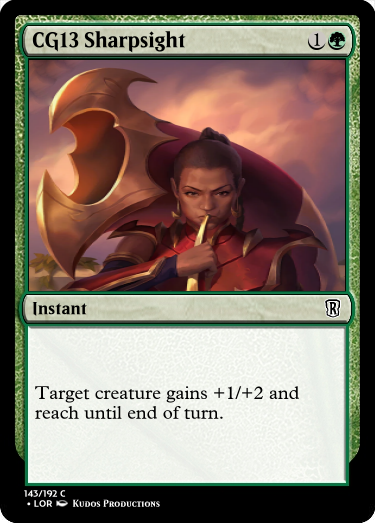 CG13 Sharpsight 1
Instant R
Target creature gains +1/+2 and
reach until end of turn.
143/192 C
• LOR Kudos Productions